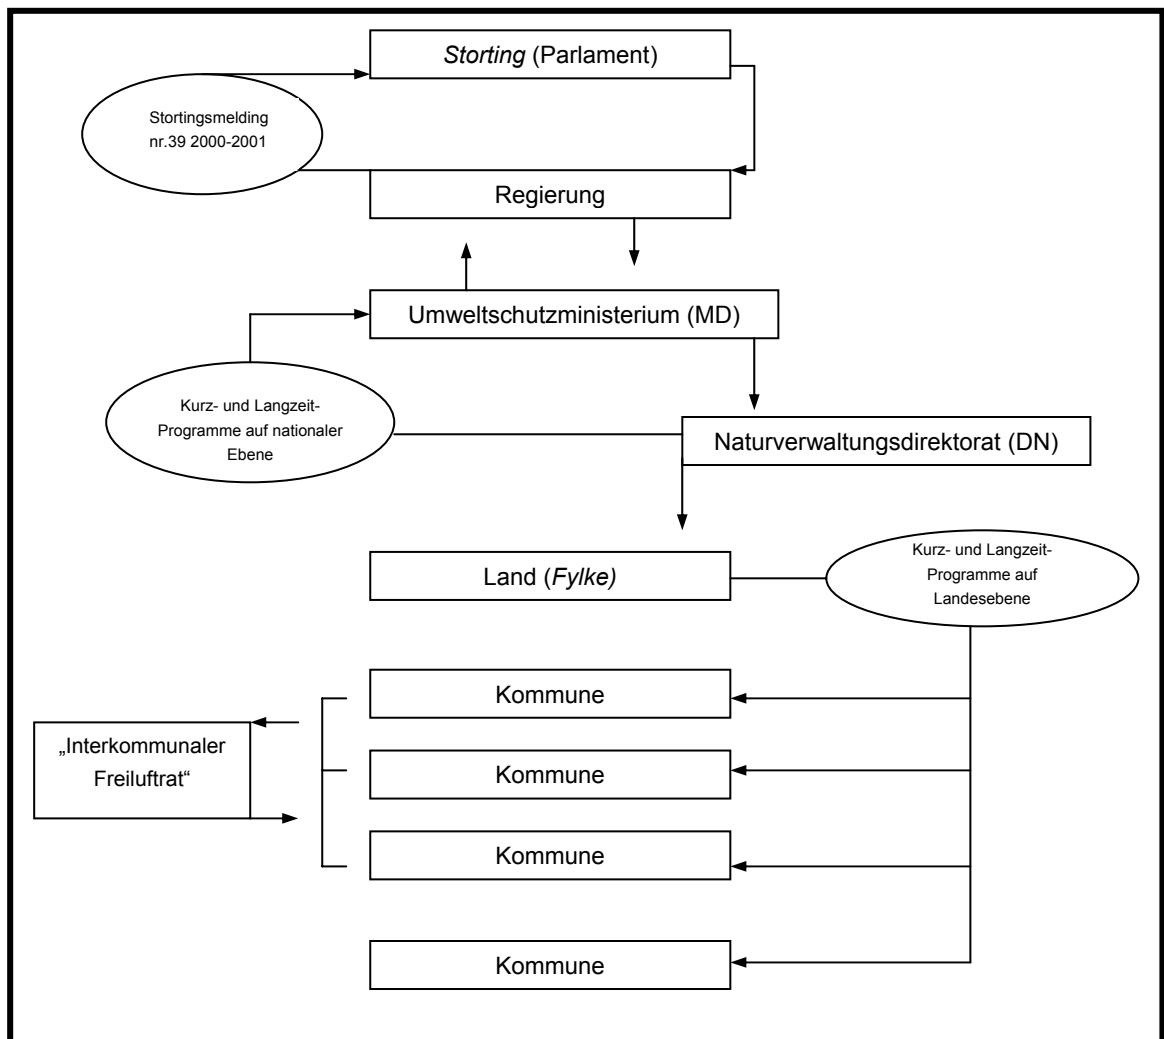 Storting (Parlament)
Stortingsmelding
nr.39 2000-2001
Regierung
Umweltschutzministerium (MD)
Kurz- und Langzeit-
Programme auf nationaler
Ebene
Naturverwaltungsdirektorat (DN)
Land (Fylke)
Kurz- und Langzeit-
Programme auf
Landesebene
Kommune
„Interkommunaler
Freiluftrat“
Kommune
Kommune
Kommune